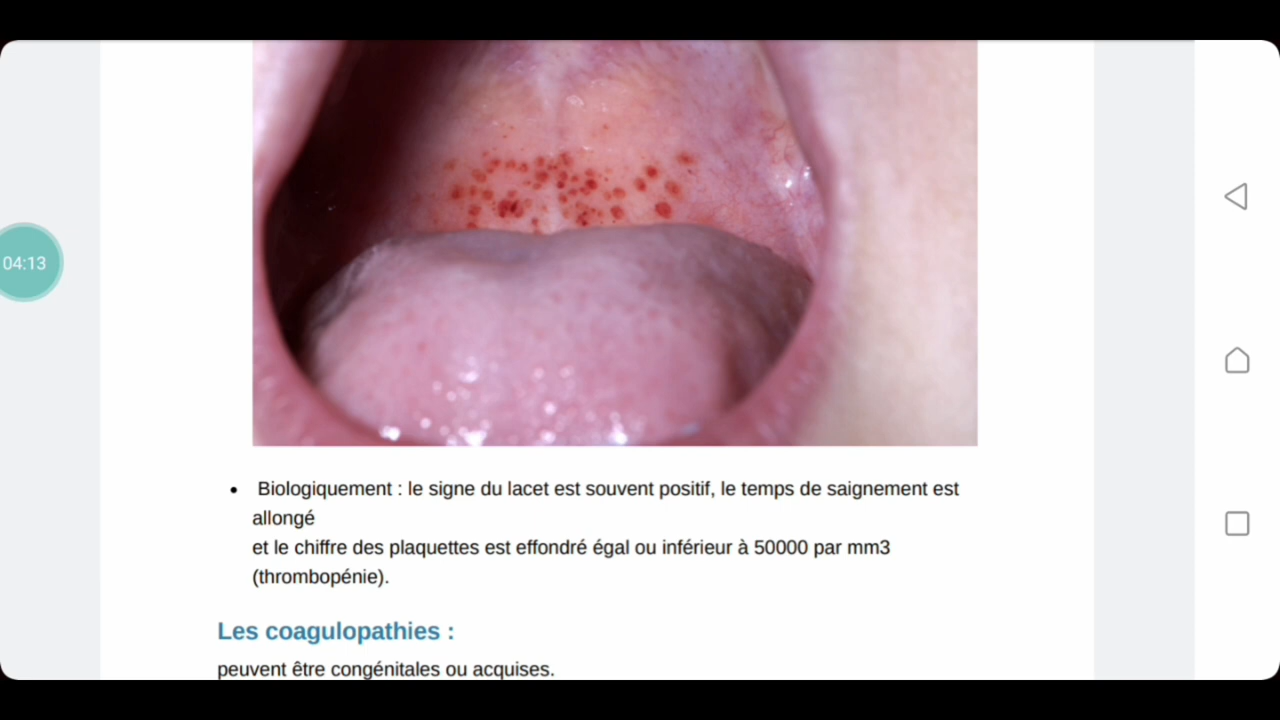 04:13
• Biologiquement : le signe du lacet est souvent positif, le temps de saignement est
allongé
et le chiffre des plaquettes est effondré égal ou inférieur à 50000 par mm3
(thrombopénie).
Les coagulopathies :
peuvent être congénitales ou acquises.